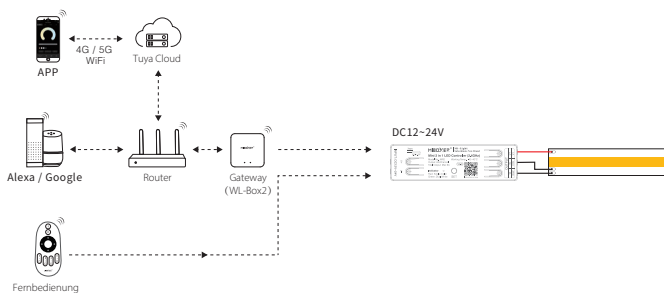 4G / 5G
WiFi
APP
Tuya Cloud
DC12~24V
Alexa / Google
Router
Gateway
(WL-Box2)
Fernbedienung